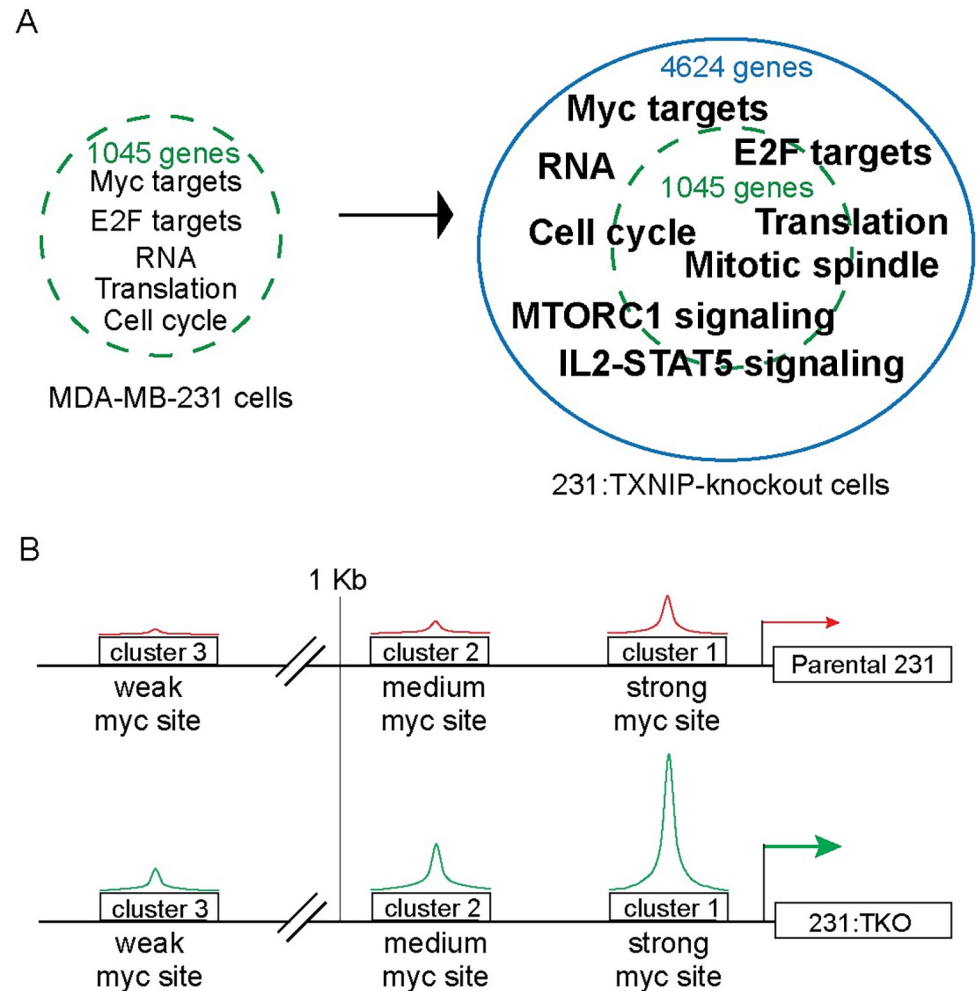 A
1045 genes
Myc targets
E2F targets
RNA
Translation
Cell cycle
MDA-MB-231 cells
4624 genes
Myc targets
E2F targets
RNA
1045 genes
Translation
Cell cycle
Mitotic spindle
MTORC1 signaling
IL2-STAT5 signaling
231:TXNIP-knockout cells
B
1 Kb
cluster 3
cluster 2
cluster 1
Parental 231
weak
myc site
medium
myc site
strong
myc site
cluster 3
cluster 2
cluster 1
231:TKO
weak
myc site
medium
myc site
strong
myc site